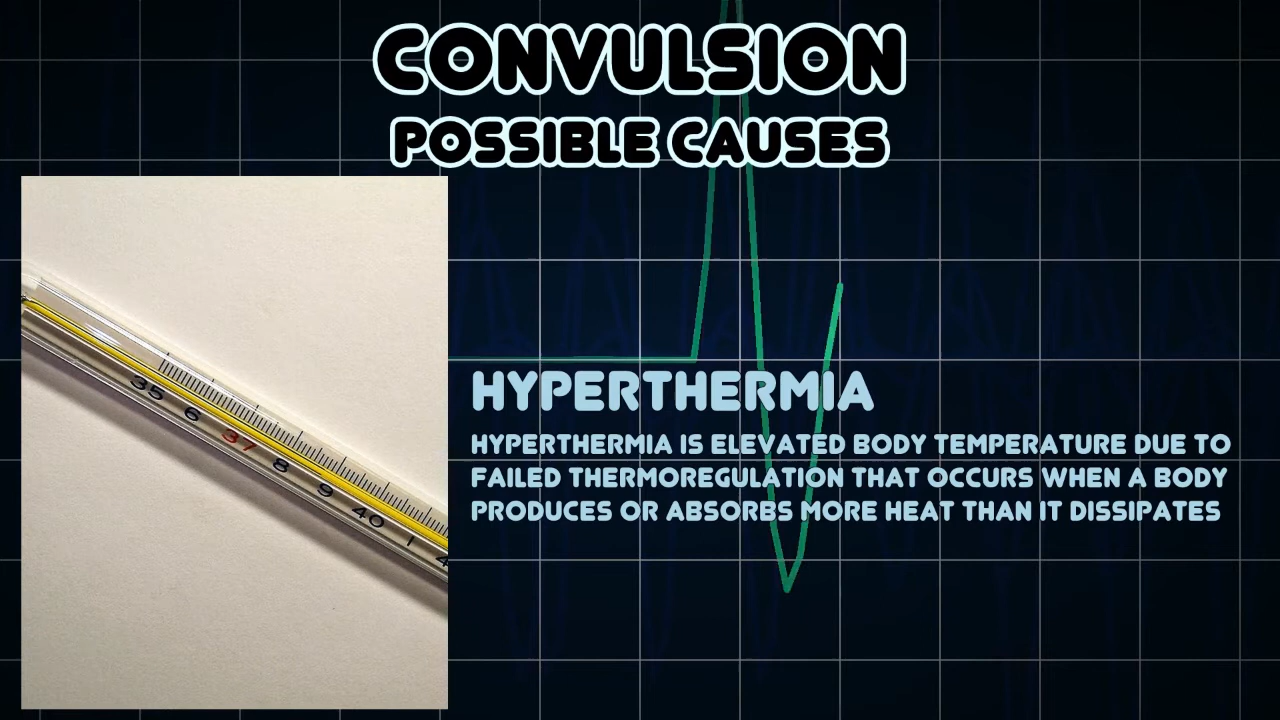 CONVULSION
POSSIBLE CAUSES
HYPERTHERMIA
HYPERTHERMIA IS ELEVATED BODY TEMPERATURE DUE TO
FAILED THERMOREGULATION THAT OCCURS WHEN A BODY
PRODUCES OR ABSORBS MORE HEAT THAN IT DISSIPATES
35 6 37 8 9 40 1